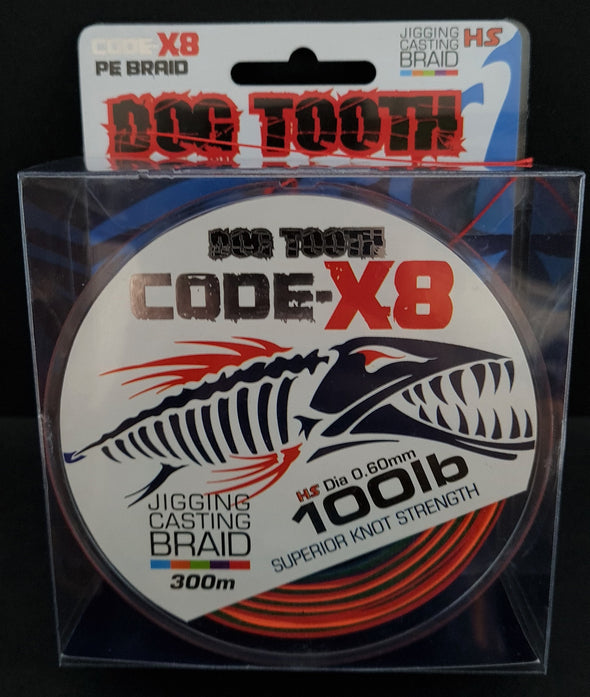 CODE-X8
PE BRAID
JIGGING
CASTING
BRAID
HS
DOG TOOTH
DOG TOOTH
CODE-X8
HS Dia 0.60mm
100lb
SUPERIOR KNOT STRENGTH
JIGGING
CASTING
BRAID
300m